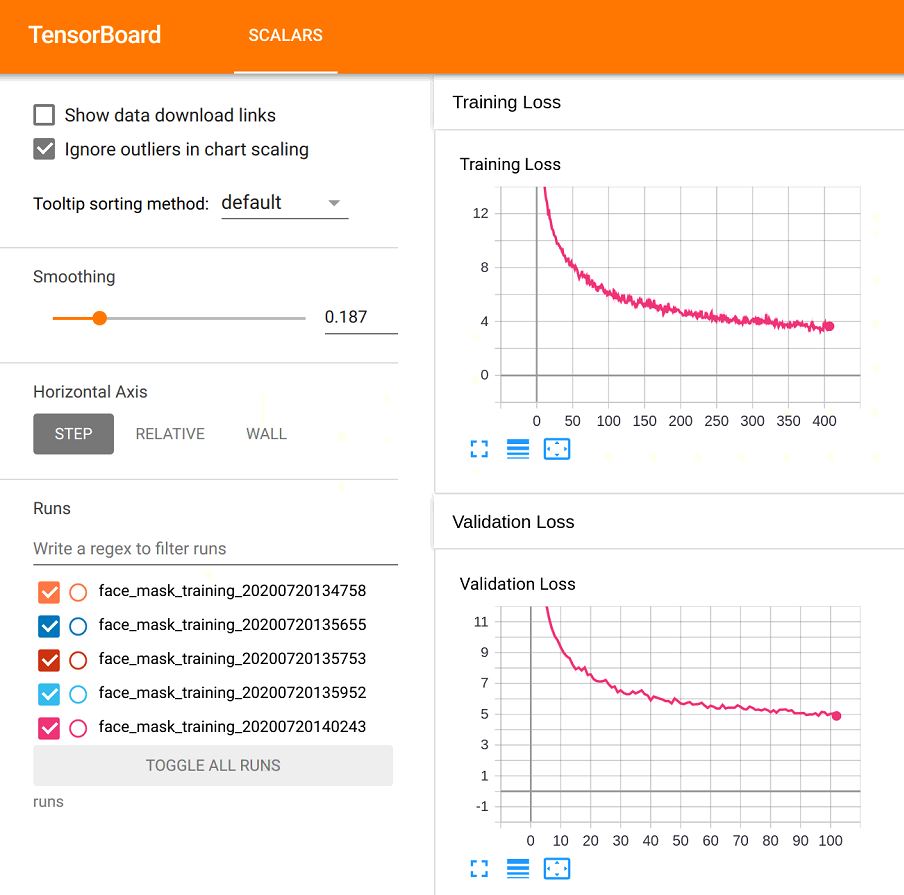 TensorBoard SCALARS
Show data download links
Ignore outliers in chart scaling
Tooltip sorting method: default
Smoothing
0.187
Horizontal Axis
STEP RELATIVE WALL
Runs
Write a regex to filter runs
face_mask_training_20200720134758
face_mask_training_20200720135655
face_mask_training_20200720135753
face_mask_training_20200720135952
face_mask_training_20200720140243
TOGGLE ALL RUNS
runs
Training Loss
Training Loss
12
8
4
0
0 50 100 150 200 250 300 350 400
Validation Loss
Validation Loss
11
9
7
5
3
1
-1
0 10 20 30 40 50 60 70 80 90 100